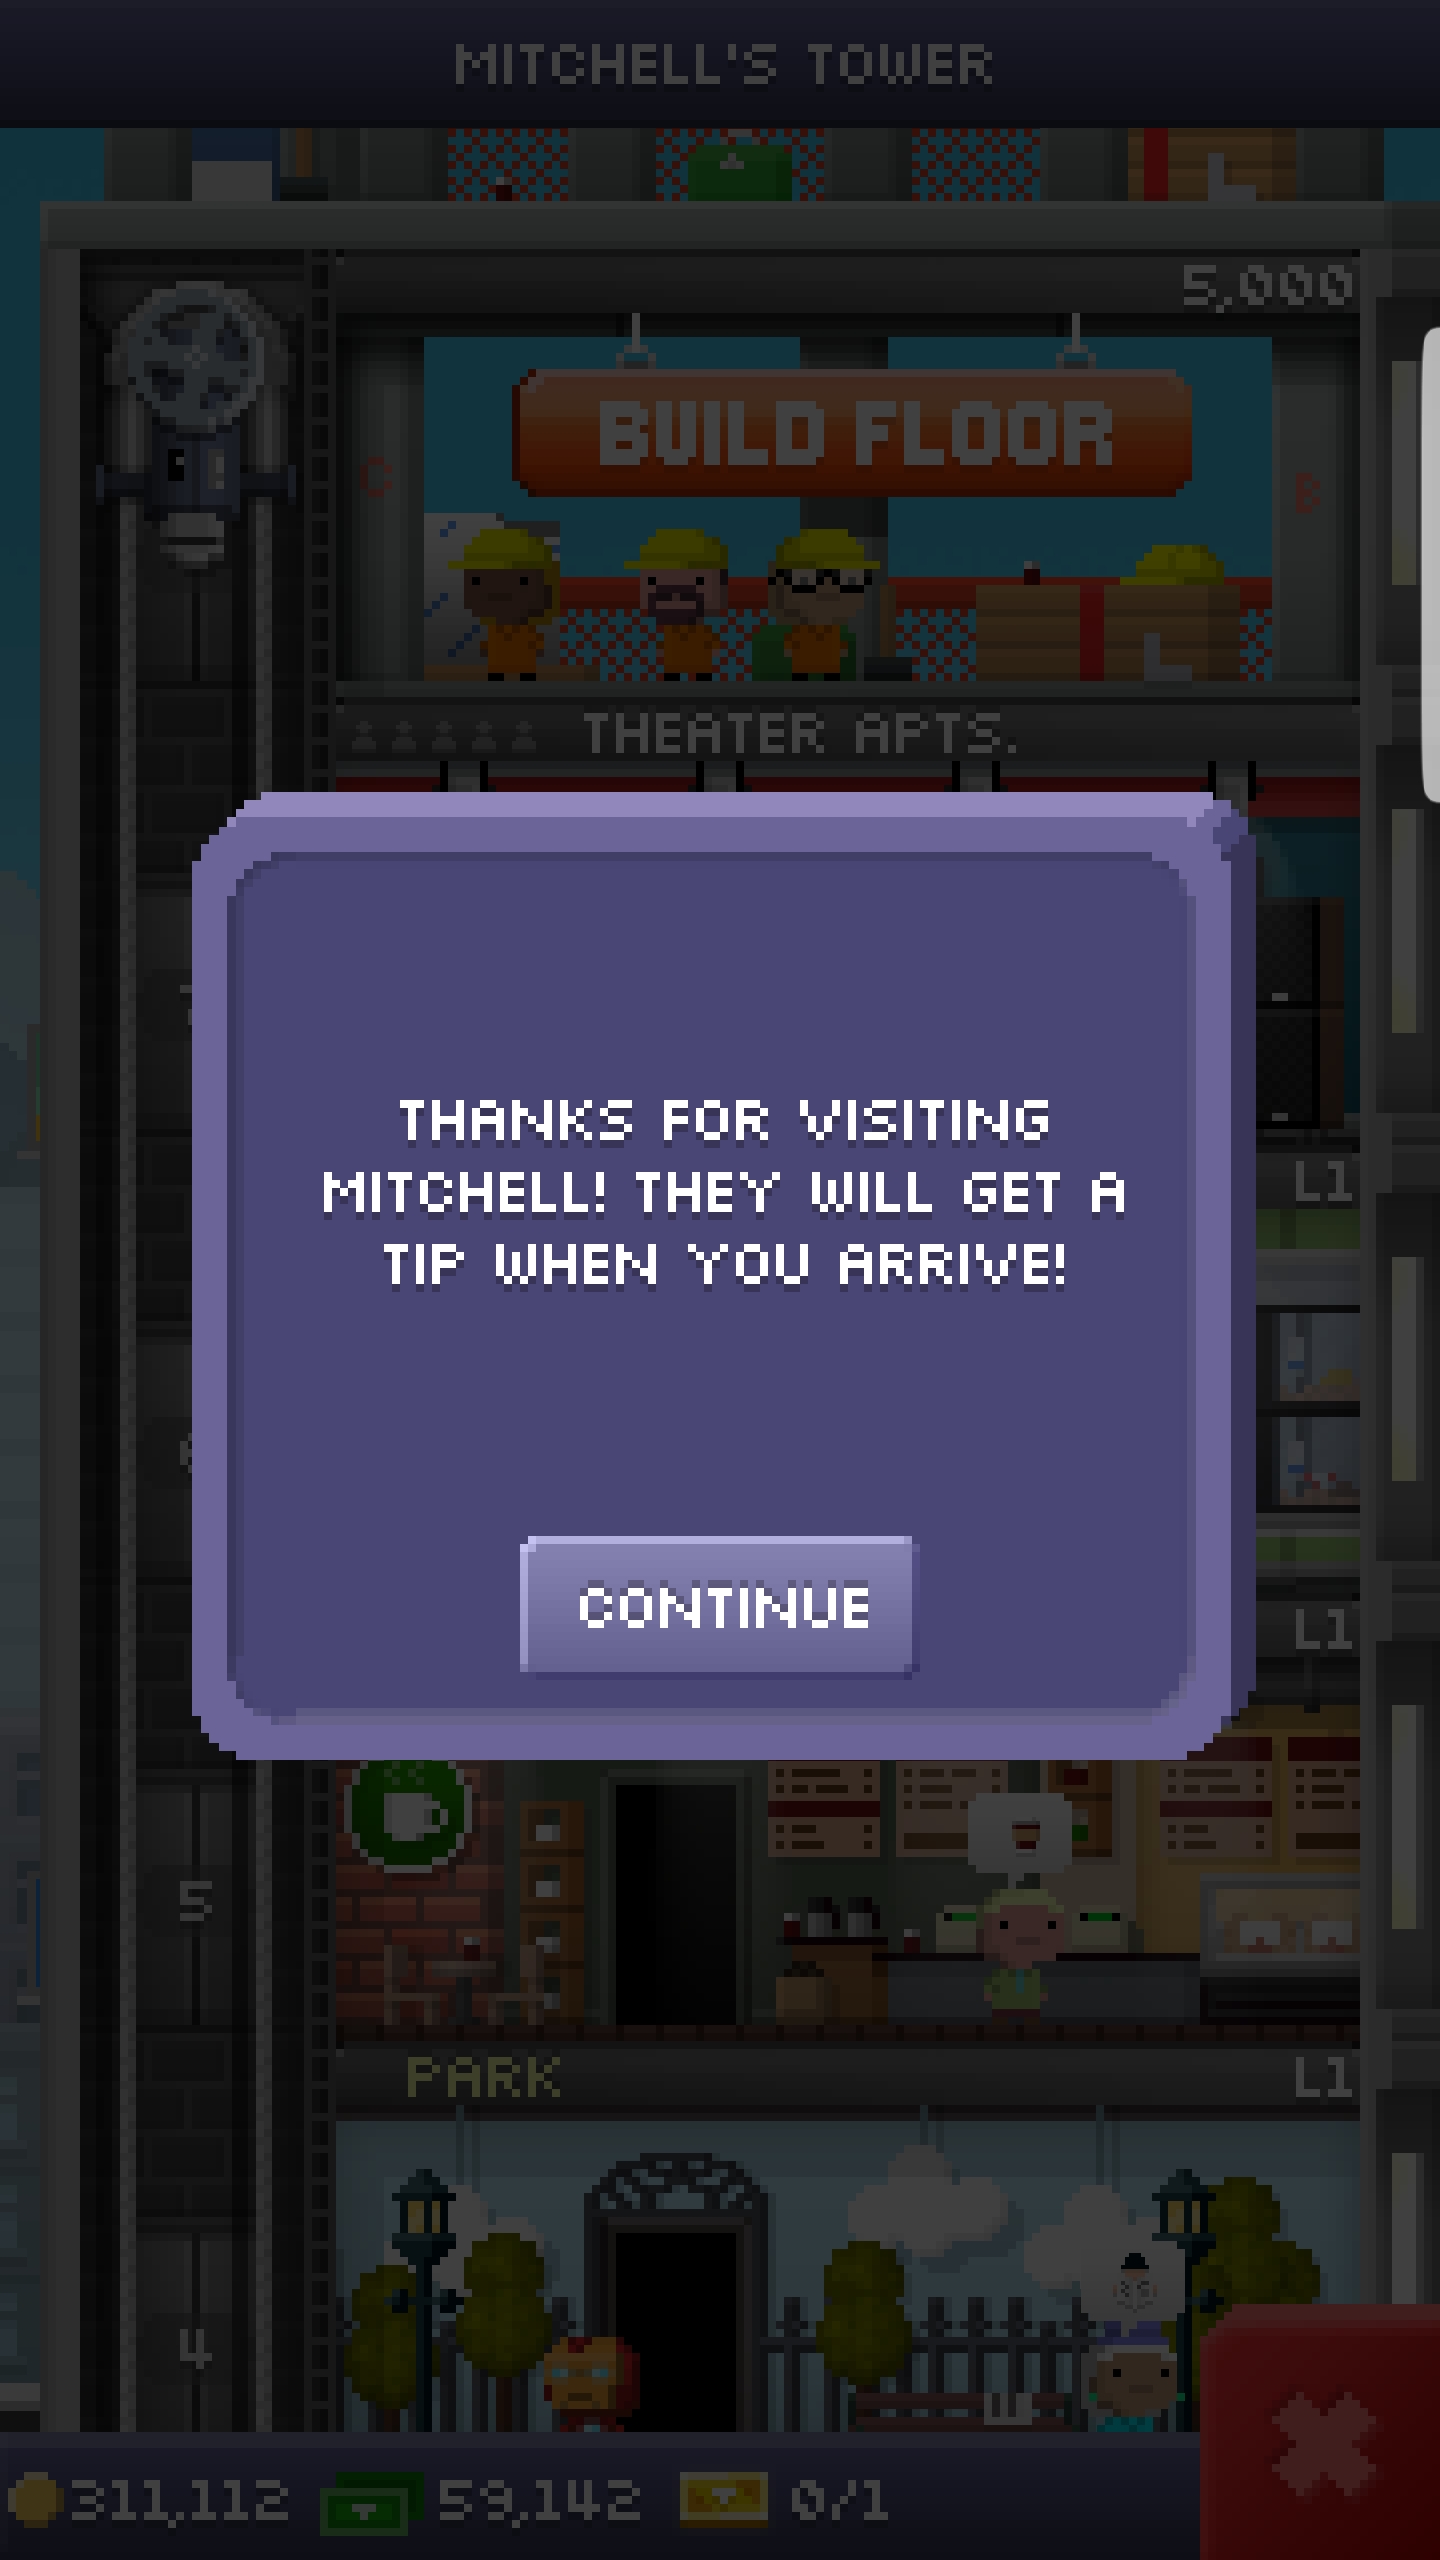 MITCHELL'S TOWER
5,000
BUILD FLOOR
C
B
THEATER APTS.
L1
THANKS FOR VISITING
MITCHELL! THEY WILL GET A
TIP WHEN YOU ARRIVE!
CONTINUE
L1
5
PARK
L1
4
311,112
59,142
0/1